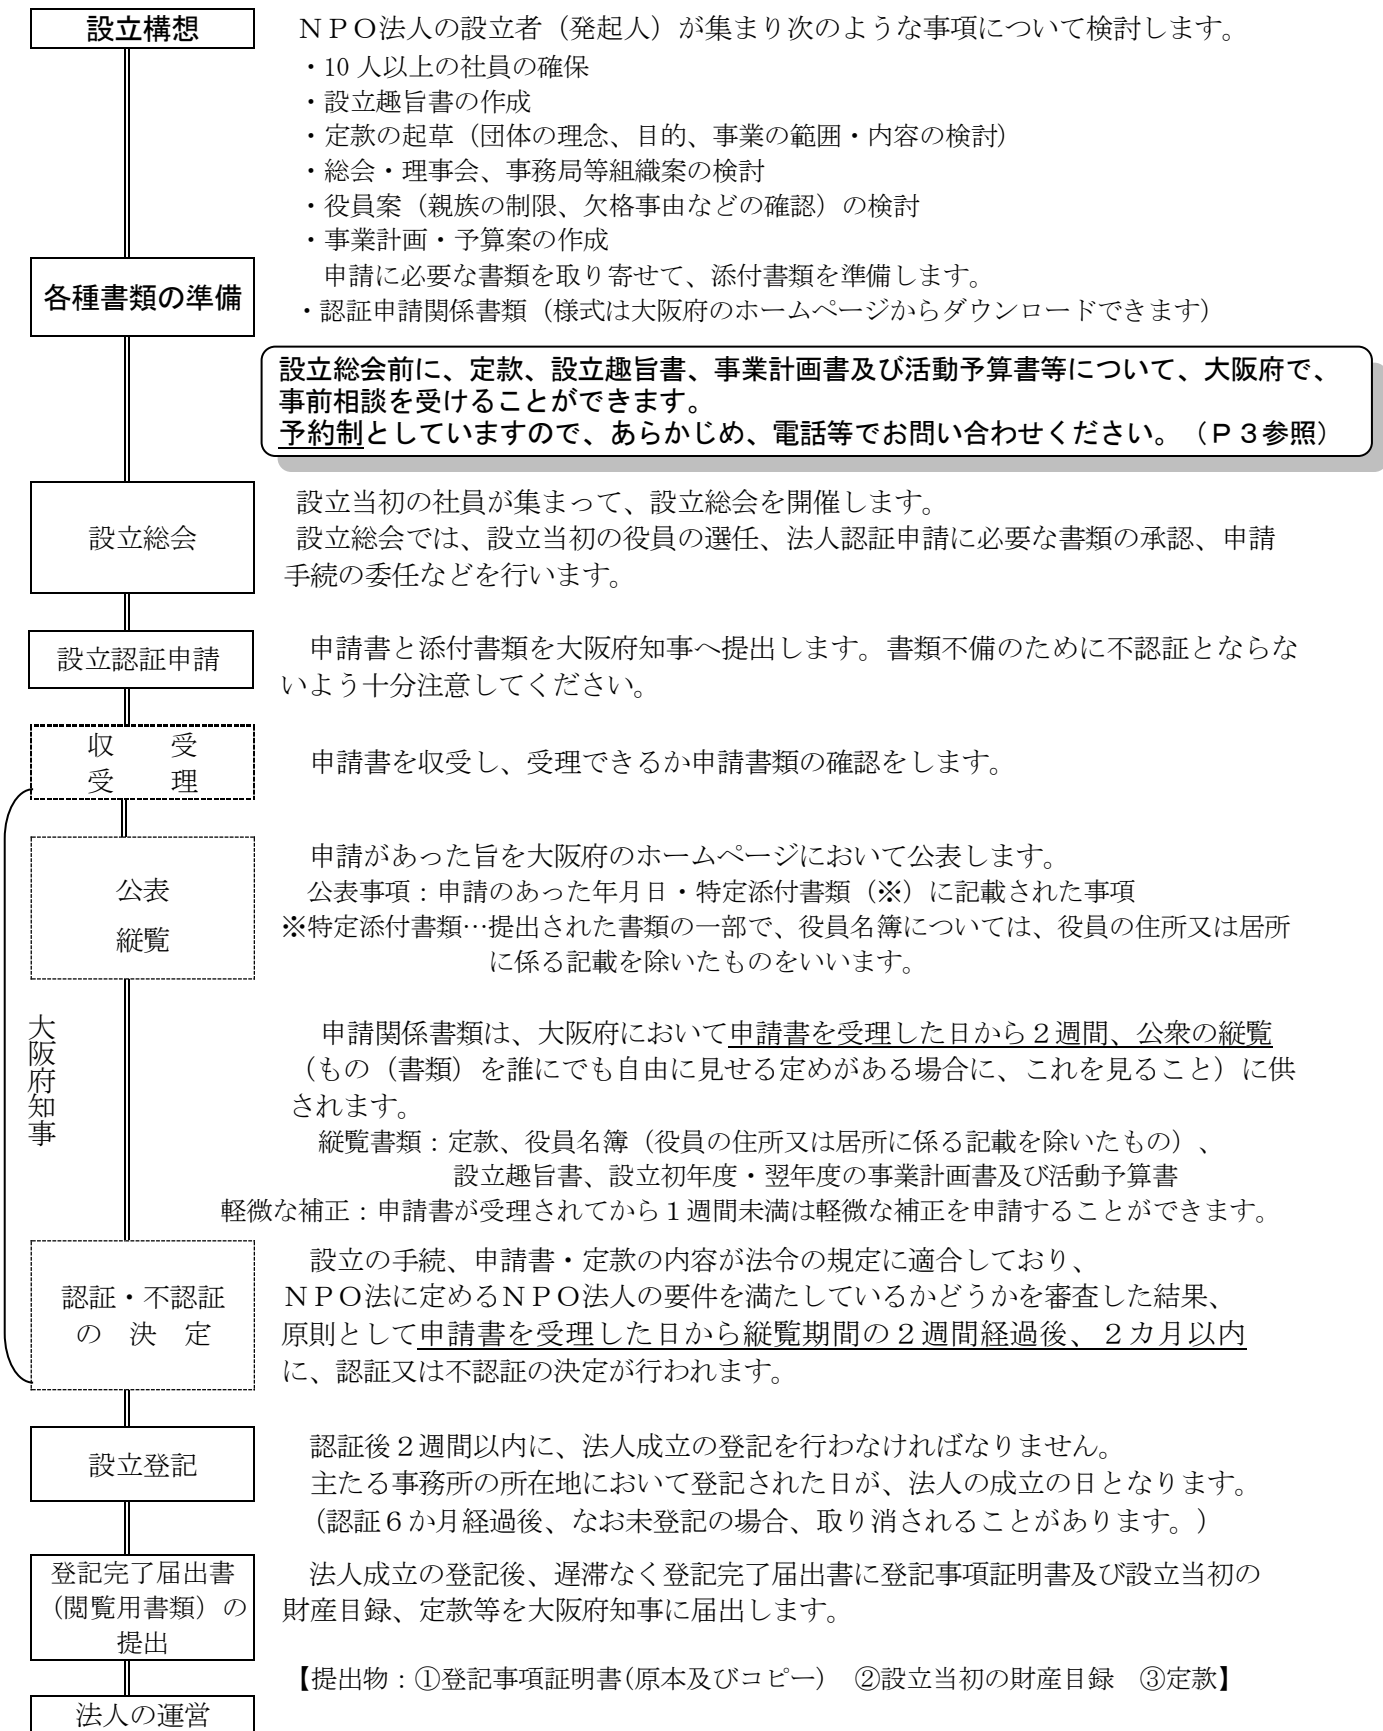 設立構想
ＮＰＯ法人の設立者（発起人）が集まり次のような事項について検討します。
・10 人以上の社員の確保
・設立趣旨書の作成
・定款の起草（団体の理念、目的、事業の範囲・内容の検討）
・総会・理事会、事務局等組織案の検討
・役員案（親族の制限、欠格事由などの確認）の検討
・事業計画・予算案の作成
各種書類の準備
申請に必要な書類を取り寄せて、添付書類を準備します。
・認証申請関係書類（様式は大阪府のホームページからダウンロードできます）
設立総会前に、定款、設立趣旨書、事業計画書及び活動予算書等について、大阪府で、
事前相談を受けることができます。
予約制としていますので、あらかじめ、電話等でお問い合わせください。（Ｐ３参照）
設立総会
設立当初の社員が集まって、設立総会を開催します。
設立総会では、設立当初の役員の選任、法人認証申請に必要な書類の承認、申請
手続の委任などを行います。
設立認証申請
申請書と添付書類を大阪府知事へ提出します。書類不備のために不認証とならな
いよう十分注意してください。
収　受
受　理
申請書を収受し、受理できるか申請書類の確認をします。
公表
縦覧
申請があった旨を大阪府のホームページにおいて公表します。
公表事項：申請のあった年月日・特定添付書類（※）に記載された事項
※特定添付書類…提出された書類の一部で、役員名簿については、役員の住所又は居所
に係る記載を除いたものをいいます。
大阪府知事
申請関係書類は、大阪府において申請書を受理した日から２週間、公衆の縦覧
（もの（書類）を誰にでも自由に見せる定めがある場合に、これを見ること）に供
されます。
縦覧書類：定款、役員名簿（役員の住所又は居所に係る記載を除いたもの）、
設立趣旨書、設立初年度・翌年度の事業計画書及び活動予算書
軽微な補正：申請書が受理されてから１週間未満は軽微な補正を申請することができます。
認証・不認証
の　決　定
設立の手続、申請書・定款の内容が法令の規定に適合しており、
ＮＰＯ法に定めるＮＰＯ法人の要件を満たしているかどうかを審査した結果、
原則として申請書を受理した日から縦覧期間の２週間経過後、２カ月以内
に、認証又は不認証の決定が行われます。
設立登記
認証後２週間以内に、法人成立の登記を行わなければなりません。
主たる事務所の所在地において登記された日が、法人の成立の日となります。
（認証６か月経過後、なお未登記の場合、取り消されることがあります。）
登記完了届出書
（閲覧用書類）の
提出
法人成立の登記後、遅滞なく登記完了届出書に登記事項証明書及び設立当初の
財産目録、定款等を大阪府知事に届出します。
【提出物：①登記事項証明書(原本及びコピー)　②設立当初の財産目録　③定款】
法人の運営